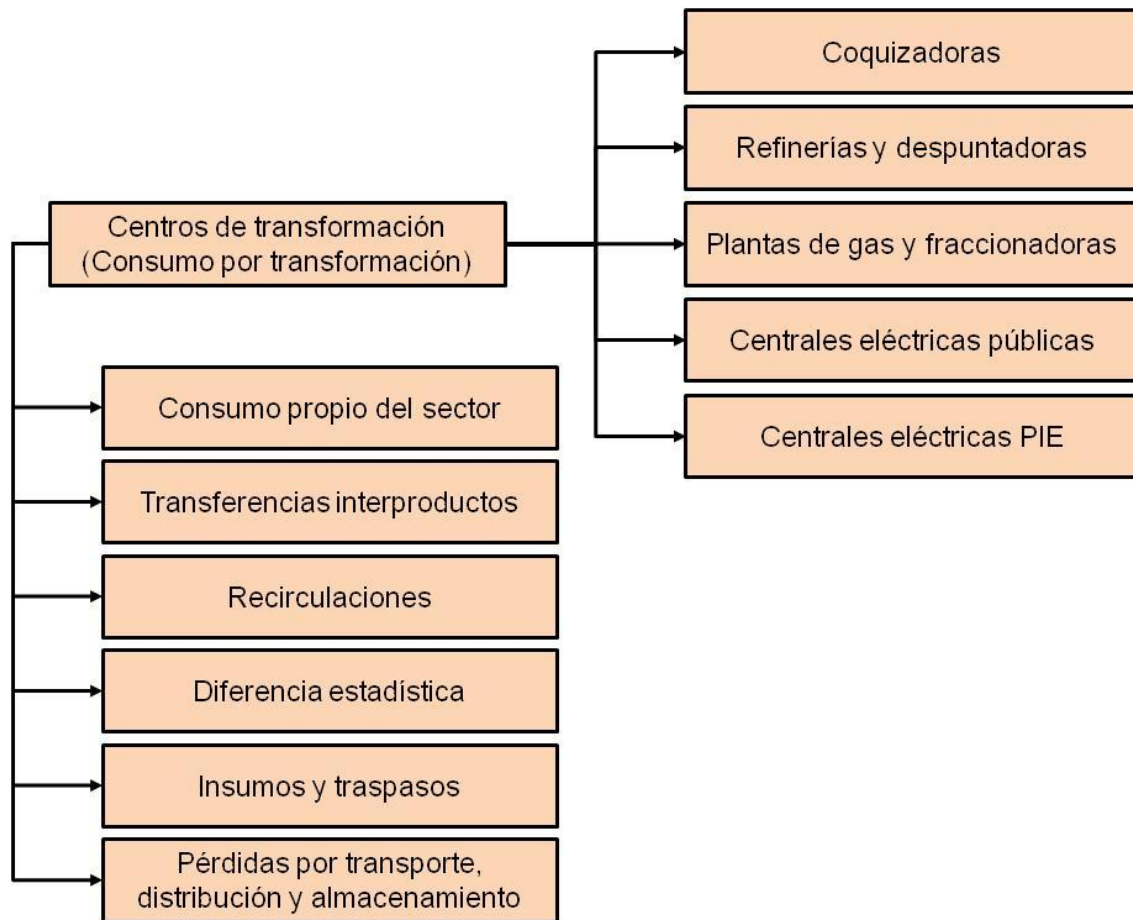 Centros de transformación
(Consumo por transformación)
Coquizadoras
Refinerías y despuntadoras
Plantas de gas y fraccionadoras
Centrales eléctricas públicas
Centrales eléctricas PIE
Consumo propio del sector
Transferencias interproductos
Recirculaciones
Diferencia estadística
Insumos y traspasos
Pérdidas por transporte,
distribución y almacenamiento